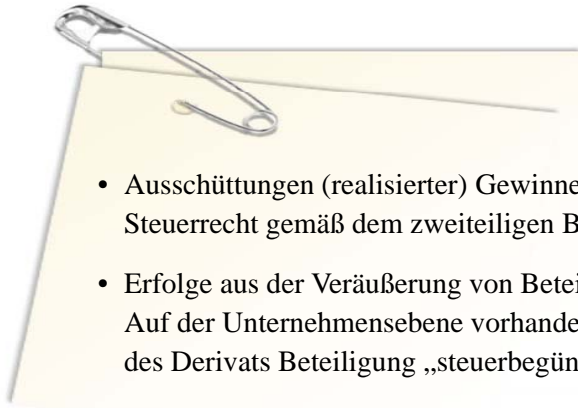 • Ausschüttungen (realisierter) Gewinne
Steuerrecht gemäß dem zweiteiligen B
• Erfolge aus der Veräußerung von Betei
Auf der Unternehmensebene vorhande
des Derivats Beteiligung „steuerbegün